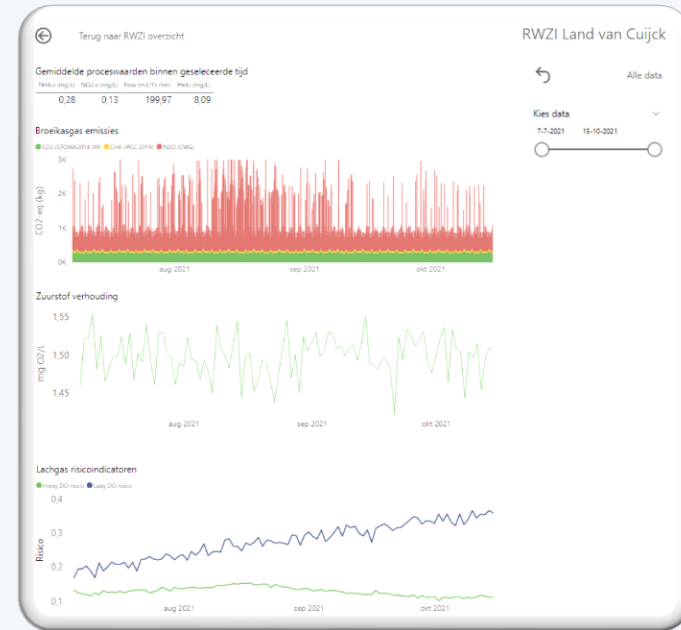 Terug naar RWZI overzicht
RWZI Land van Cuijck
Gemiddelde proceswaarden binnen geseleceerde tijd
NH4.o (mg/L) NO2.o (mg/L) Flow (m3/15 min) Ptot.i (mg/L)
0,28 0,13 199,97 8,09
Alle data
Kies data
7-7-2021 15-10-2021
Broeikasgas emissies
CO2 (STOWA2014-09) CH4 (IPCC 2019) N2O (CWG)
3K
2K
1K
0K
CO2-eq (kg)
aug 2021 sep 2021 okt 2021
Zuurstof verhouding
1,55
1,50
1,45
mg O2/L
aug 2021 sep 2021 okt 2021
Lachgas risicoindicatoren
Hoog DO risico Laag DO risico
0,4
0,3
0,2
0,1
Risico
aug 2021 sep 2021 okt 2021